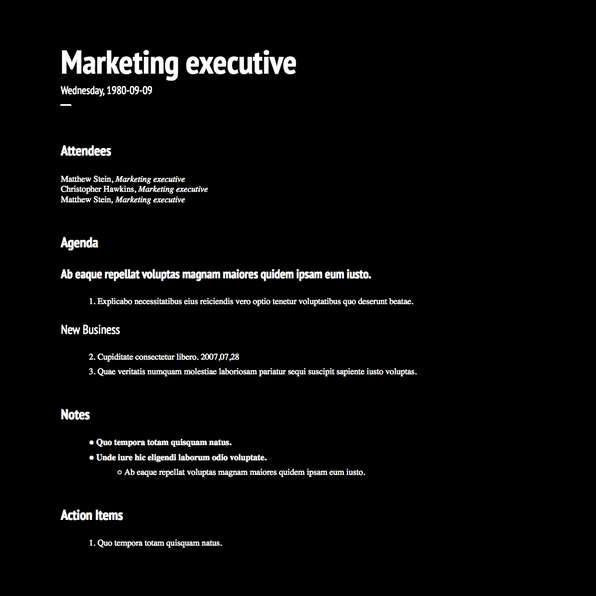 Marketing executive
Wednesday, 1980-09-09
Attendees
Matthew Stein, Marketing executive
Christopher Hawkins, Marketing executive
Matthew Stein, Marketing executive
Agenda
Ab eaque repellat voluptas magnam maiores quidem ipsam eum iusto.
1. Explicabo necessitatibus eius reiciendis vero optio tenetur voluptatibus quo deserunt beatae.
New Business
2. Cupiditate consectetur libero. 2007,07,28
3. Quae veritatis numquam molestiae laboriosam pariatur sequi suscipit sapiente iusto voluptas.
Notes
● Quo tempora totam quisquam natus.
● Unde iure hic eligendi laborum odio voluptate.
○ Ab eaque repellat voluptas magnam maiores quidem ipsam eum iusto.
Action Items
1. Quo tempora totam quisquam natus.